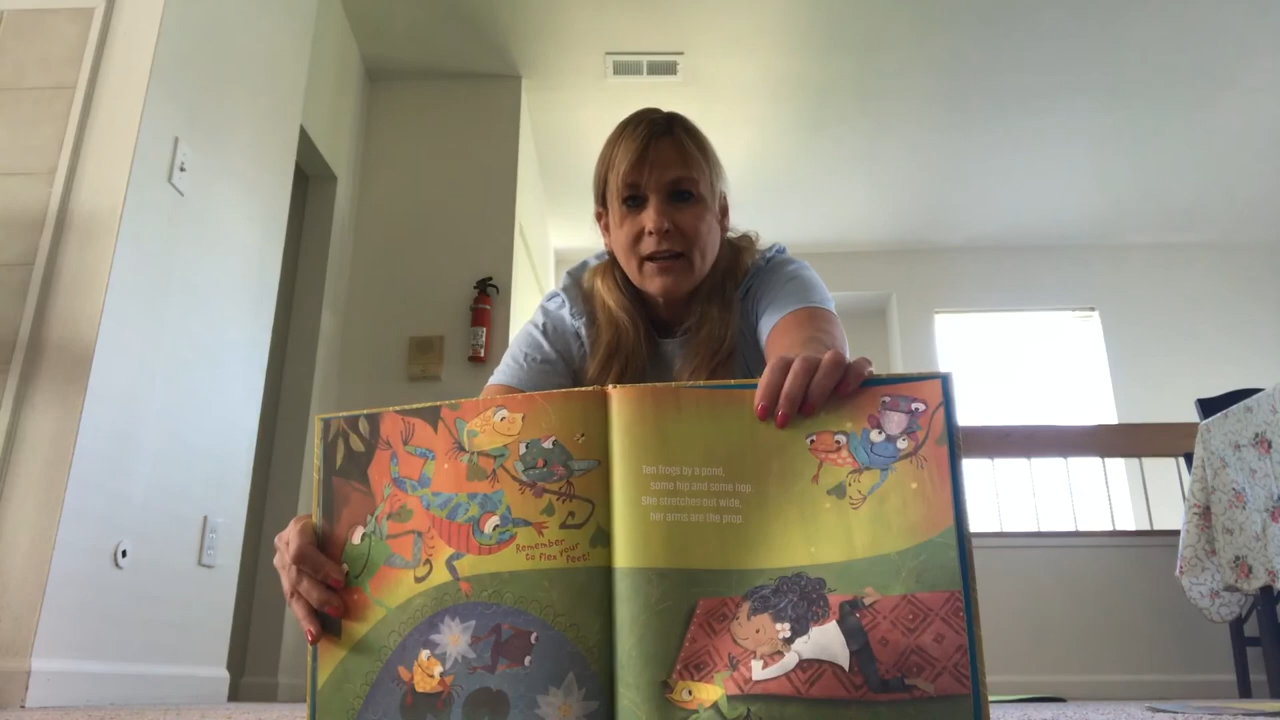 Remember
to flex your
feet!
Ten frogs by a pond,
some hip and some bop.
She stretches out wide,
her arms are the prop.